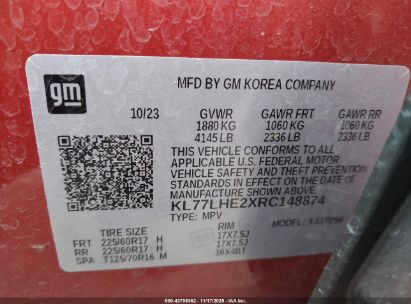 gm
MFD BY GM KOREA COMPANY
10/23 GVWR GAWR FRT GAWR RR
1880 KG 1060 KG 1060 KG
4145 LB 2336 LB 2336 LB
THIS VEHICLE CONFORMS TO ALL
APPLICABLE U.S. FEDERAL MOTOR
VEHICLE SAFETY AND THEFT
PREVENTION STANDARDS IN EFFECT
ON THE DATE OF
MANUFACTURE SHOWN ABOVE.
KL77LHE2XRC148874
TYPE: MPV MODEL:
TIRE SIZE RIM
FRT 225/60R17 H 17X7.5J
RR 225/60R17 H 17X7.5J
SPA T125/70R16 M 16X4BT